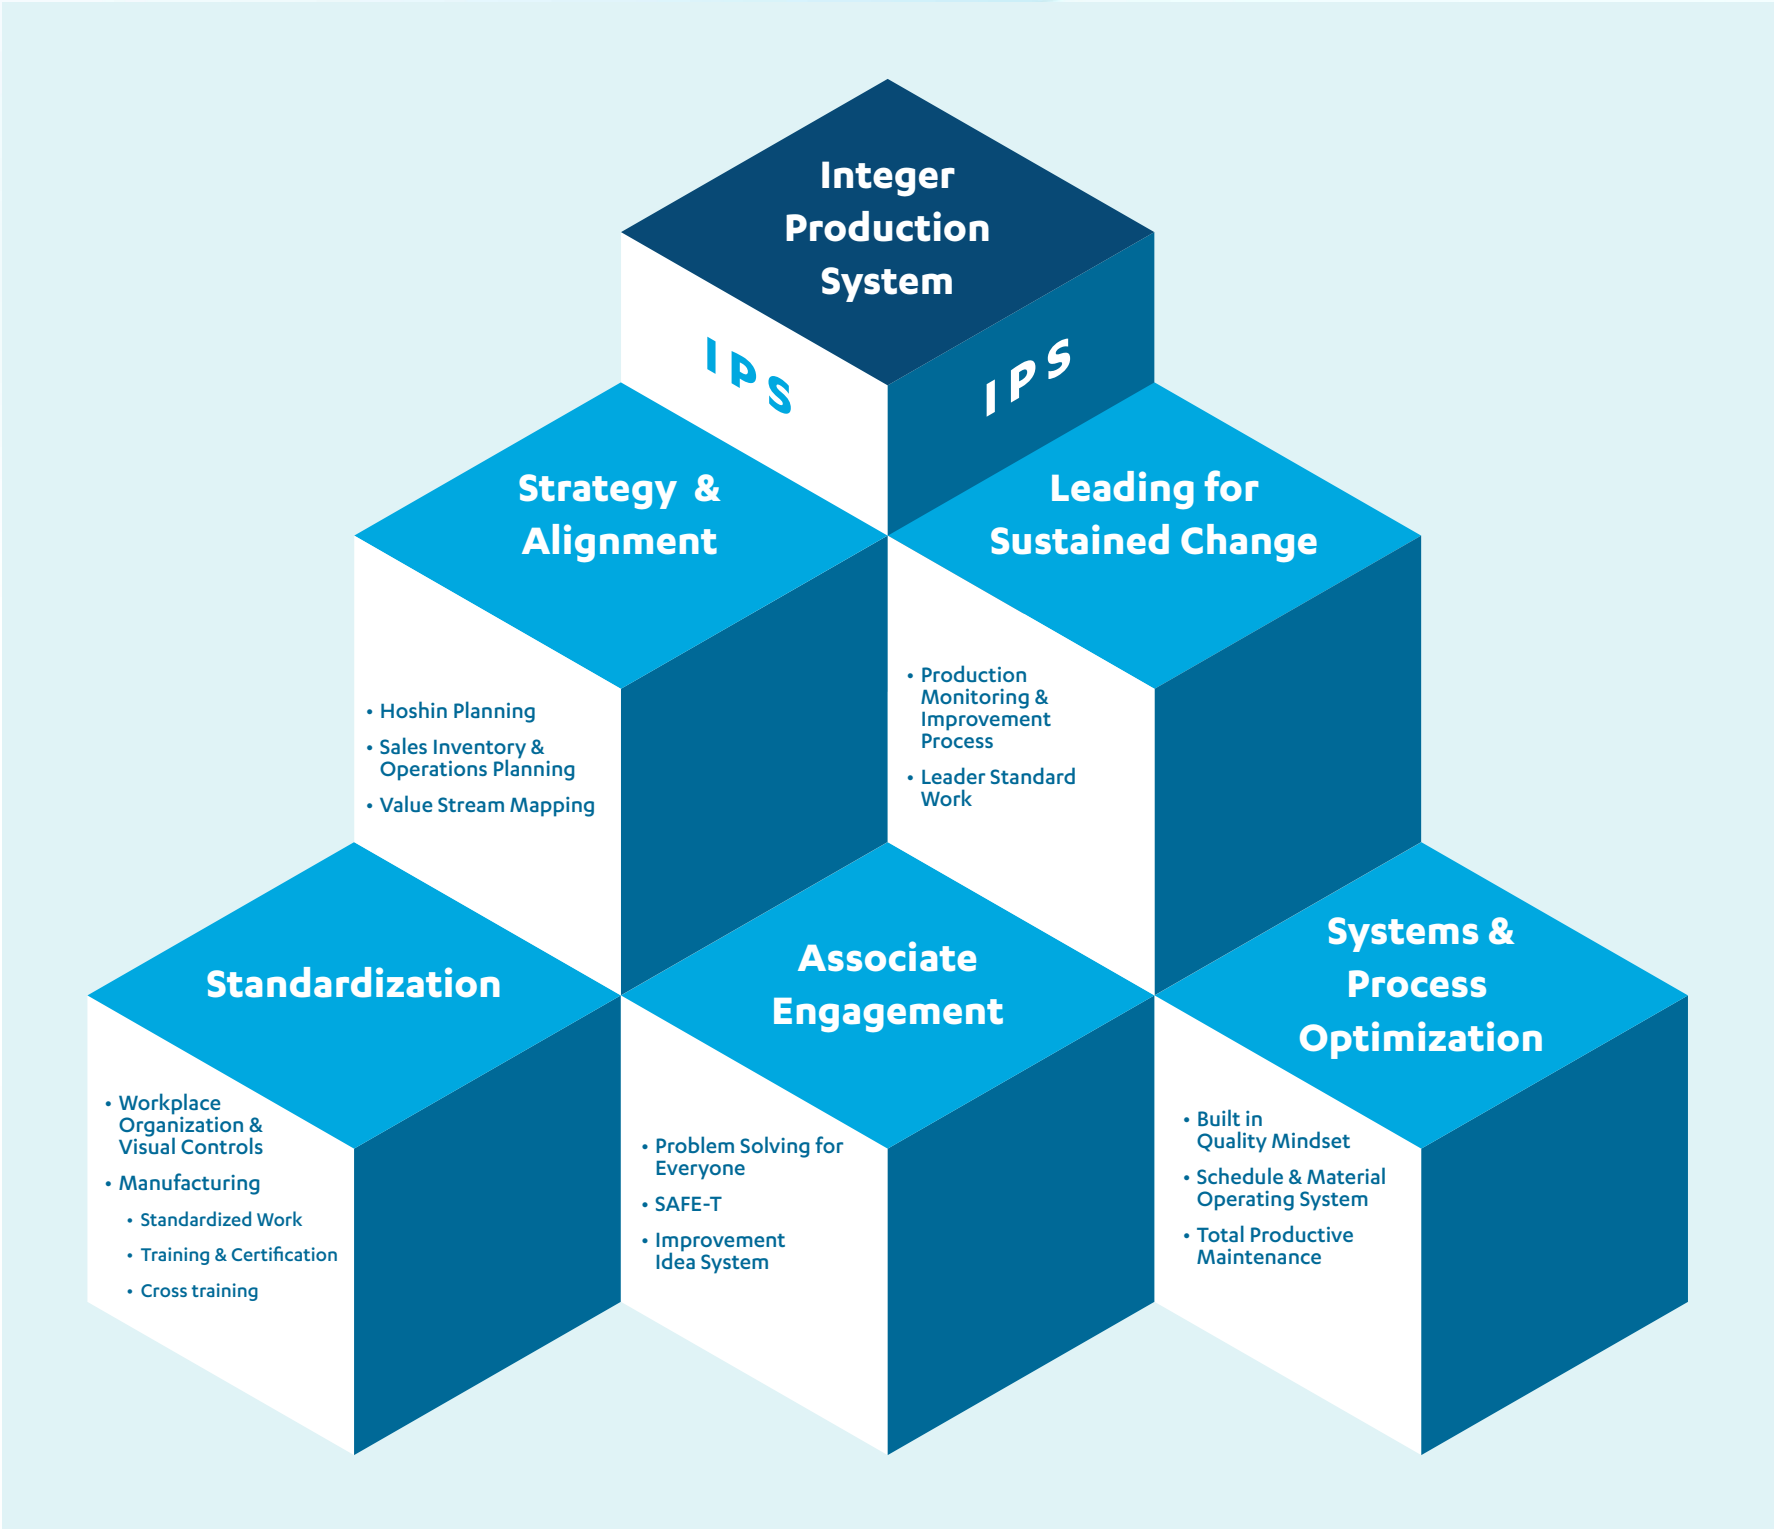 Integer
Production
System
IPS
IPS
Strategy &
Alignment
• Hoshin Planning
• Sales Inventory &
Operations Planning
• Value Stream Mapping
Leading for
Sustained Change
• Production
Monitoring &
Improvement
Process
• Leader Standard
Work
Standardization
• Workplace
Organization &
Visual Controls
• Manufacturing
• Standardized Work
• Training & Certification
• Cross training
Associate
Engagement
• Problem Solving for
Everyone
• SAFE-T
• Improvement
Idea System
Systems &
Process
Optimization
• Built in
Quality Mindset
• Schedule & Material
Operating System
• Total Productive
Maintenance